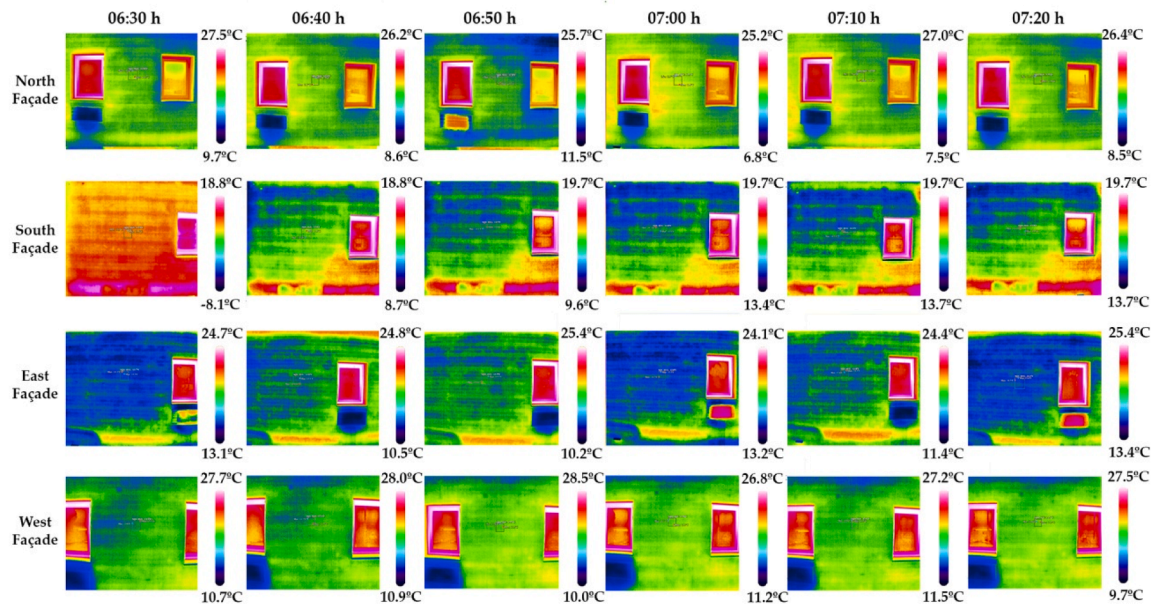 06:30 h 06:40 h 06:50 h 07:00 h 07:10 h 07:20 h
27.5ºC 26.2ºC 25.7ºC 25.2ºC 27.0ºC 26.4ºC
North
Façade
9.7ºC 8.6ºC 11.5ºC 6.8ºC 7.5ºC 8.5ºC
18.8ºC 18.8ºC 19.7ºC 19.7ºC 19.7ºC 19.7ºC
South
Façade
-8.1ºC 8.7ºC 9.6ºC 13.4ºC 13.7ºC 13.7ºC
24.7ºC 24.8ºC 25.4ºC 24.1ºC 24.4ºC 25.4ºC
East
Façade
13.1ºC 10.5ºC 10.2ºC 13.2ºC 11.4ºC 13.4ºC
27.7ºC 28.0ºC 28.5ºC 26.8ºC 27.2ºC 27.5ºC
West
Façade
10.7ºC 10.9ºC 10.0ºC 11.2ºC 11.5ºC 9.7ºC